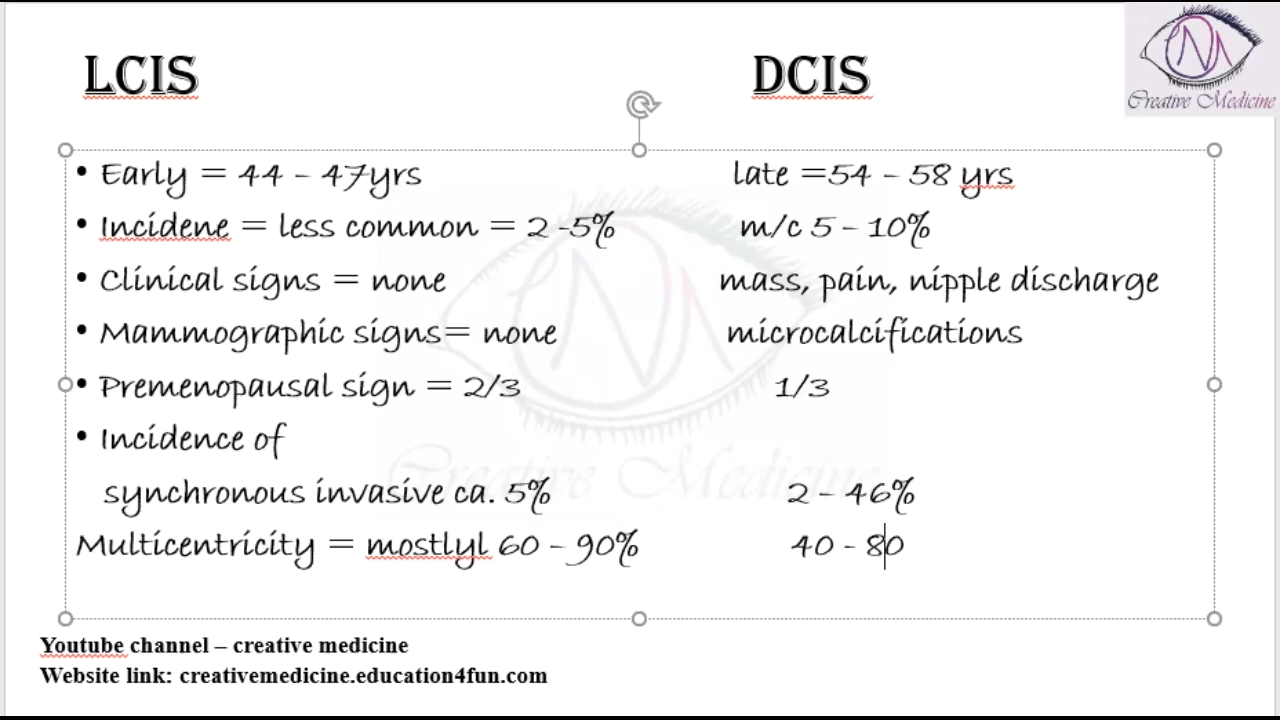 LCIS DCIS
Creative Medicine
• Early = 44 – 47yrs late =54 – 58 yrs
• Incidene = less common = 2 -5% m/c 5 – 10%
• Clinical signs = none mass, pain, nipple discharge
• Mammographic signs= none microcalcifications
• Premenopausal sign = 2/3 1/3
• Incidence of
synchronous invasive ca. 5% 2 – 46%
Creative Medicine
Multicentricity = mostlyl 60 – 90% 40 - 80
Youtube channel – creative medicine
Website link: creativemedicine.education4fun.com